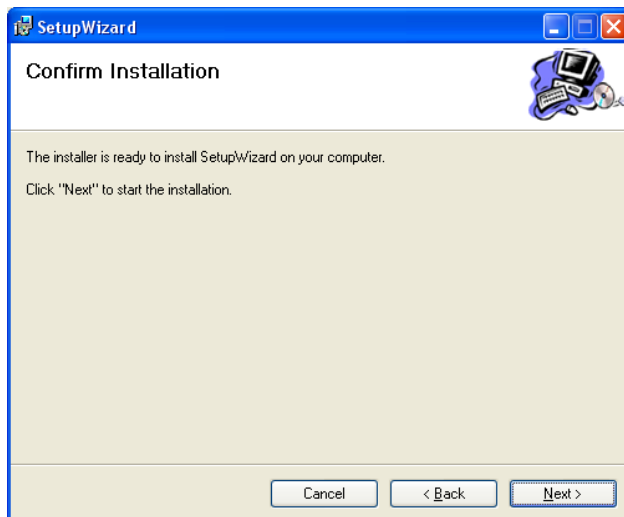 SetupWizard
Confirm Installation
The installer is ready to install SetupWizard on your computer.
Click "Next" to start the installation.
Cancel
< Back
Next >